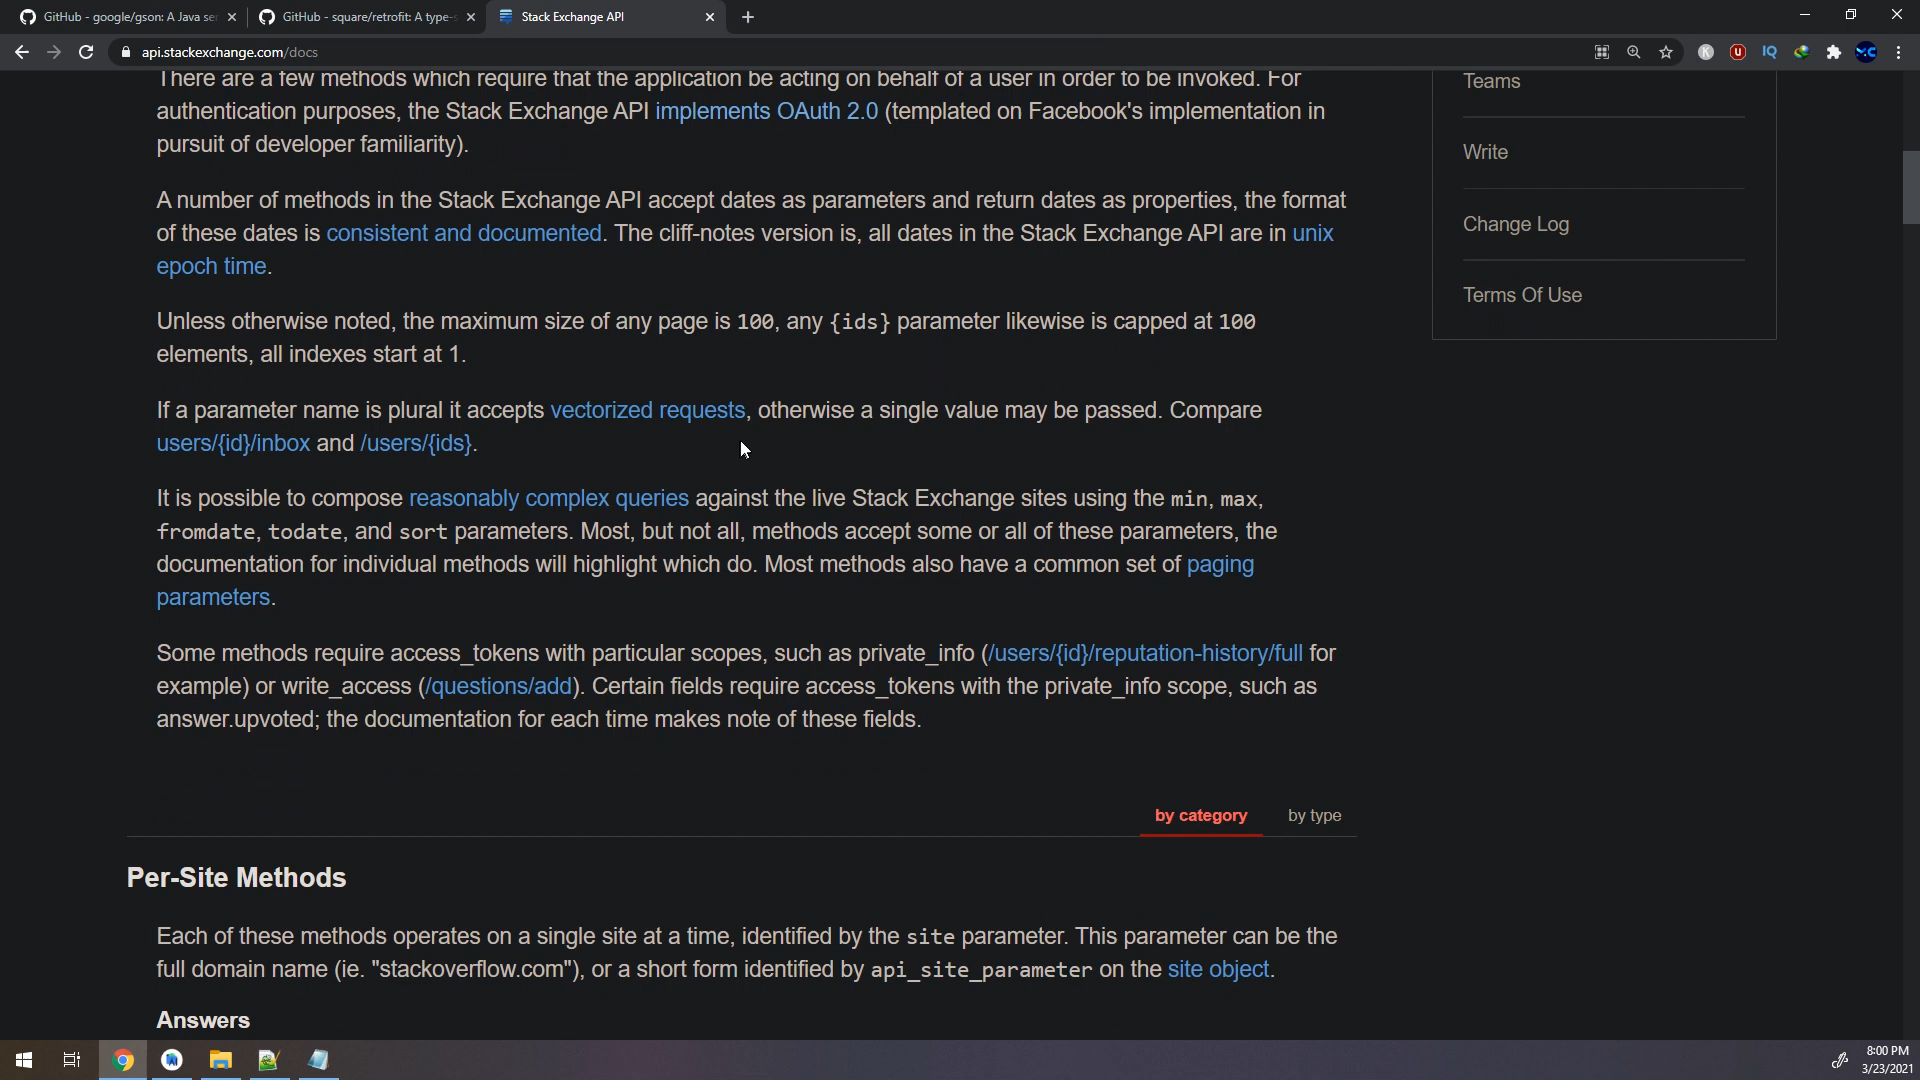 GitHub - google/gson: A Java ser
GitHub - square/retrofit: A type-s
Stack Exchange API
api.stackexchange.com/docs
There are a few methods which require that the application be acting on behalf of a user in order to be invoked. For
authentication purposes, the Stack Exchange API implements OAuth 2.0 (templated on Facebook's implementation in
pursuit of developer familiarity).
A number of methods in the Stack Exchange API accept dates as parameters and return dates as properties, the format
of these dates is consistent and documented. The cliff-notes version is, all dates in the Stack Exchange API are in unix
epoch time.
Unless otherwise noted, the maximum size of any page is 100, any {ids} parameter likewise is capped at 100
elements, all indexes start at 1.
If a parameter name is plural it accepts vectorized requests, otherwise a single value may be passed. Compare
users/{id}/inbox and /users/{ids}.
It is possible to compose reasonably complex queries against the live Stack Exchange sites using the min, max,
fromdate, todate, and sort parameters. Most, but not all, methods accept some or all of these parameters, the
documentation for individual methods will highlight which do. Most methods also have a common set of paging
parameters.
Some methods require access_tokens with particular scopes, such as private_info (/users/{id}/reputation-history/full for
example) or write_access (/questions/add). Certain fields require access_tokens with the private_info scope, such as
answer.upvoted; the documentation for each time makes note of these fields.
by category
by type
Per-Site Methods
Each of these methods operates on a single site at a time, identified by the site parameter. This parameter can be the
full domain name (ie. "stackoverflow.com"), or a short form identified by api_site_parameter on the site object.
Answers
Teams
Write
Change Log
Terms Of Use
K
IQ
8:00 PM
3/23/2021